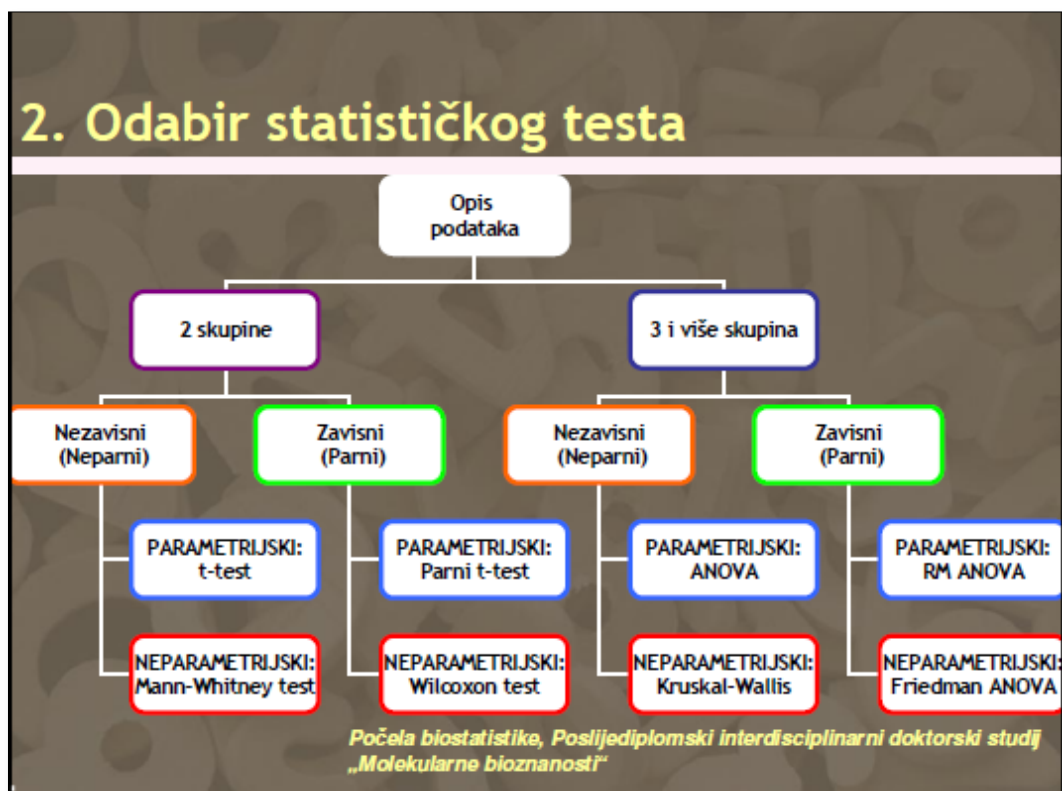 2. Odabir statističkog testa
Opis
podataka
2 skupine
3 i više skupina
Nezavisni
(Neparni)
Zavisni
(Parni)
Nezavisni
(Neparni)
Zavisni
(Parni)
PARAMETRIJSKI:
t-test
PARAMETRIJSKI:
Parni t-test
PARAMETRIJSKI:
ANOVA
PARAMETRIJSKI:
RM ANOVA
NEPARAMETRIJSKI:
Mann-Whitney test
NEPARAMETRIJSKI:
Wilcoxon test
NEPARAMETRIJSKI:
Kruskal-Wallis
NEPARAMETRIJSKI:
Friedman ANOVA
Počela biostatistike, Poslijediplomski interdisciplinarni doktorski studij
„Molekularne bioznanosti“